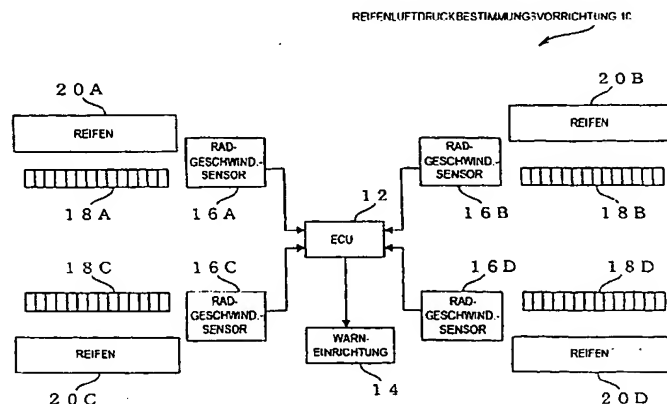 REIFENLUFTDRUCKBESTIMMUNGSVORRICHTUNG 10
20A
20B
REIFEN
REIFEN
RAD-
GESCHWIND.-
SENSOR
RAD-
GESCHWIND.-
SENSOR
18A
16A
12
16B
18B
ECU
18C
16C
16D
18D
RAD-
GESCHWIND.-
SENSOR
RAD-
GESCHWIND.-
SENSOR
REIFEN
WARN-
EINRICHTUNG
REIFEN
20C
14
20D